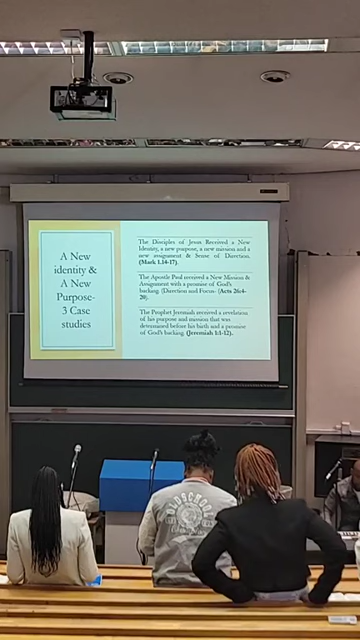 A New
identity &
A New
Purpose-
3 Case
studies
The Disciples of Jesus Received a New
Identity, a new purpose, a new mission and a
new assignment & Sense of Direction.
(Mark 1.14-17).
The Apostle Paul received a New Mission &
Assignment with a promise of God's
backing. (Direction and Focus- (Acts 26:4-
20).
The Prophet Jeremiah received a revelation
of his purpose and mission that was
determined before his birth and a promise
of God's backing (Jeremiah 1:1-12).
OLDSCHOOL